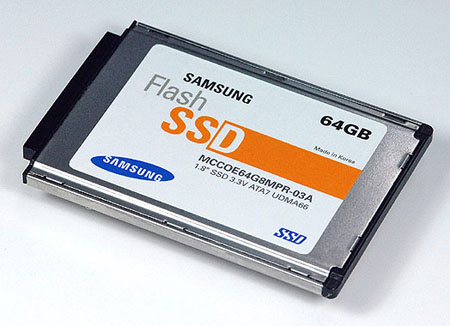 SAMSUNG
Flash
SSD
64GB
Made in Korea
MCCOE64G8MPR-03A
1.8" SSD 3.3V ATA7 UDMA66
SAMSUNG
SSD